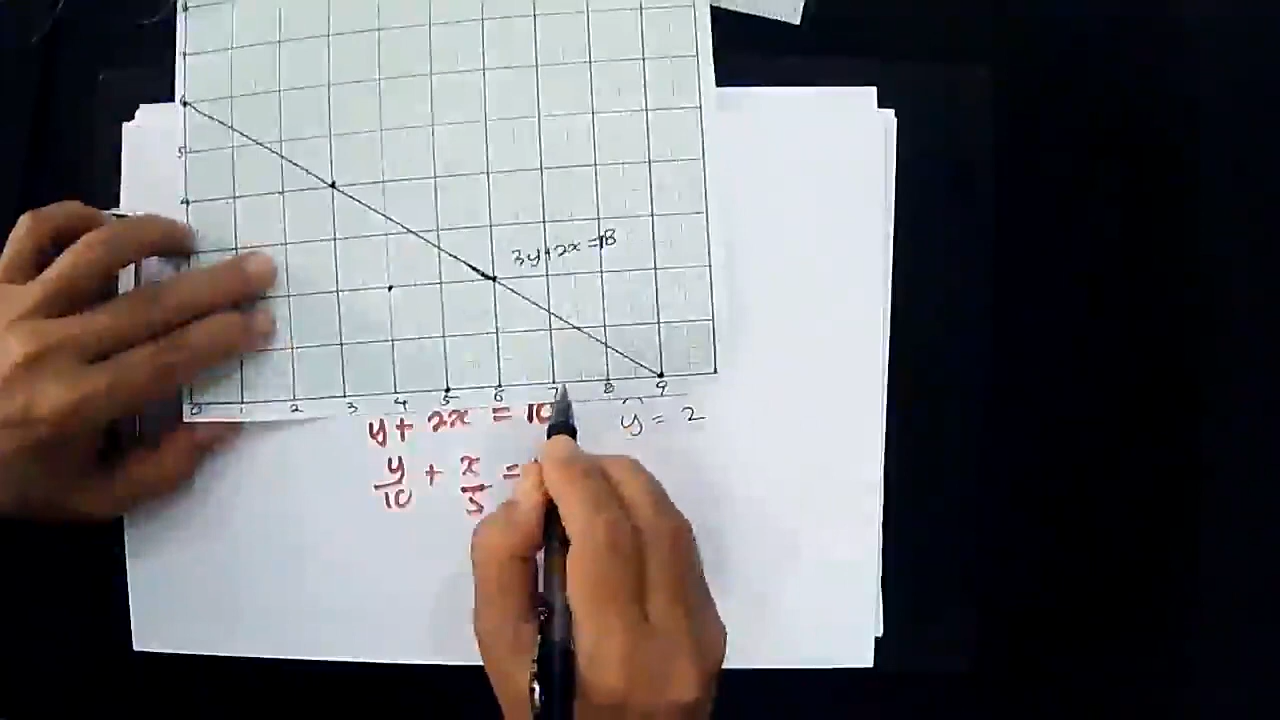 5
4
3y+2x=18
0 1 2 3 4 5 6 7 8 9
y + 2x = 10
y = 2
y/10 + x/5 =